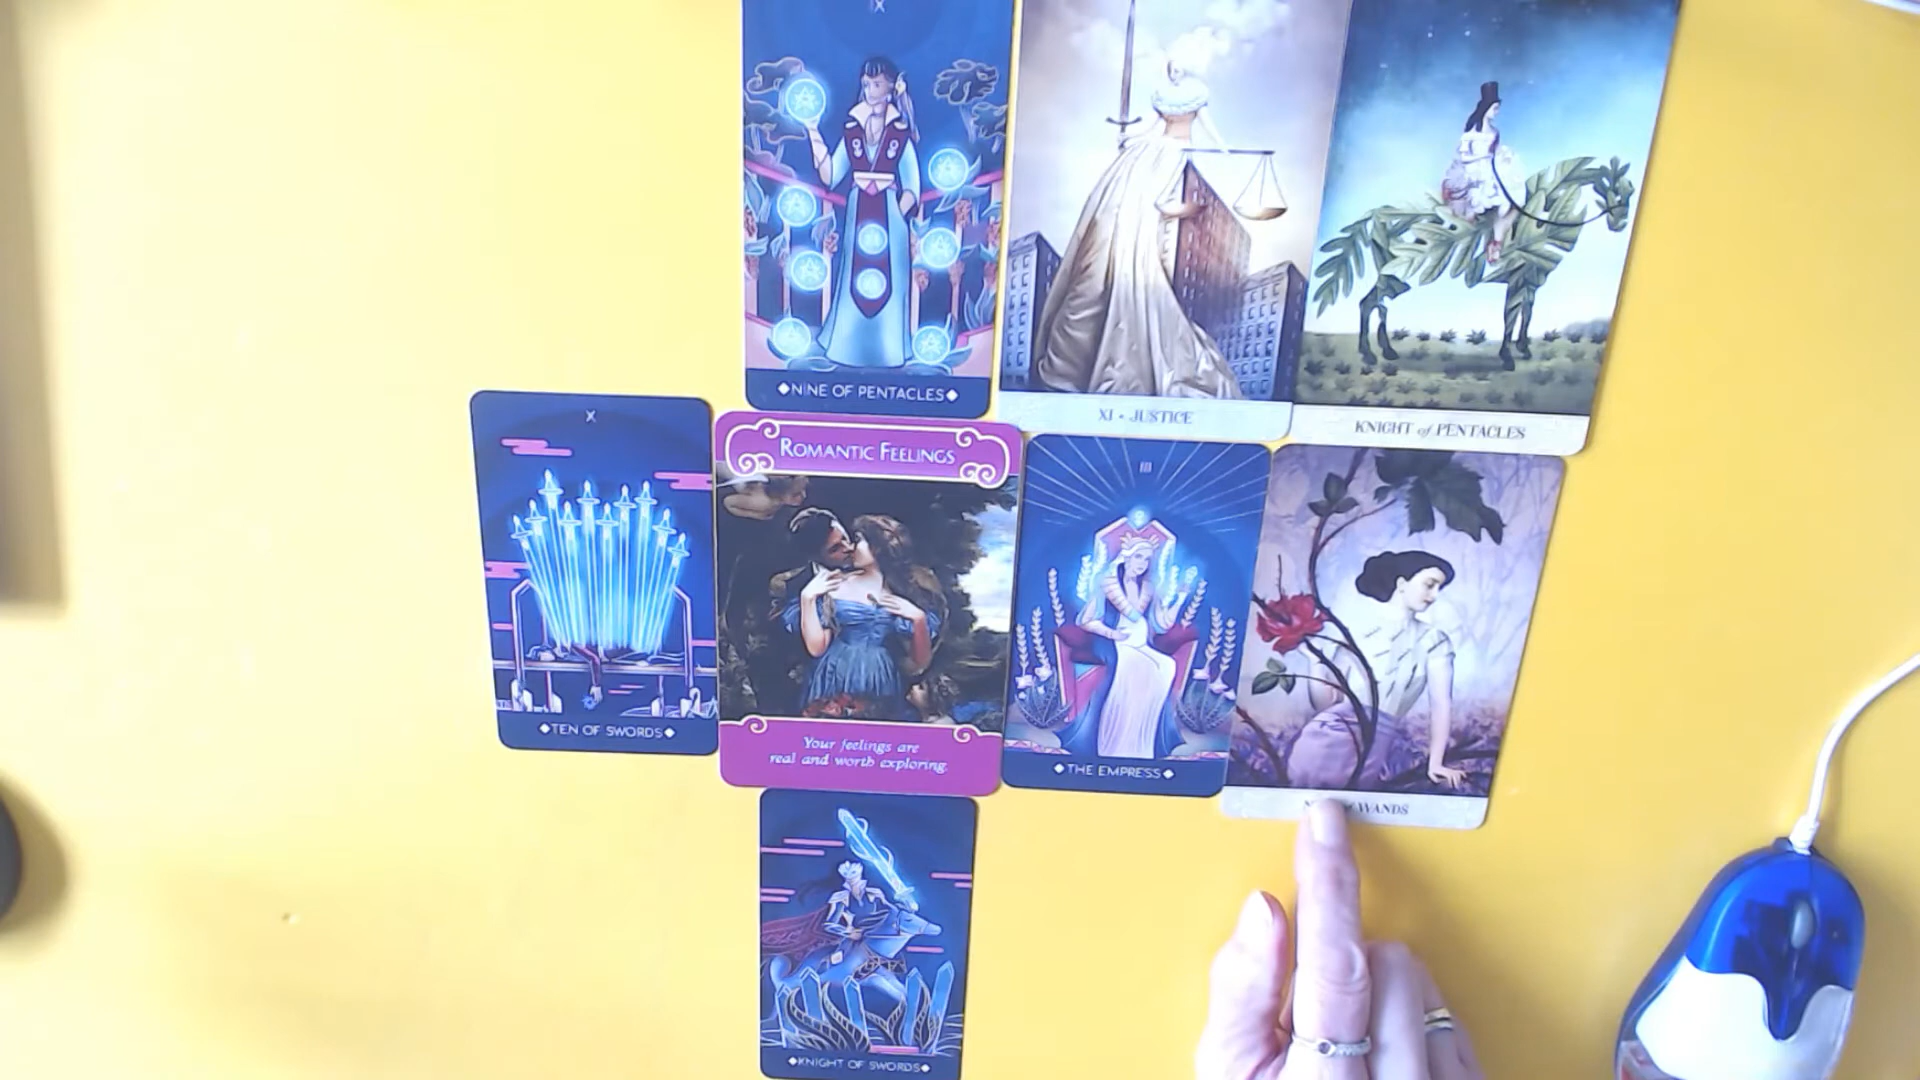 X
◆NINE OF PENTACLES◆
XI • JUSTICE
KNIGHT of PENTACLES
X
◆TEN OF SWORDS◆
ROMANTIC FEELINGS
Your feelings are
real and worth exploring.
III
◆THE EMPRESS◆
WANDS
◆KNIGHT OF SWORDS◆